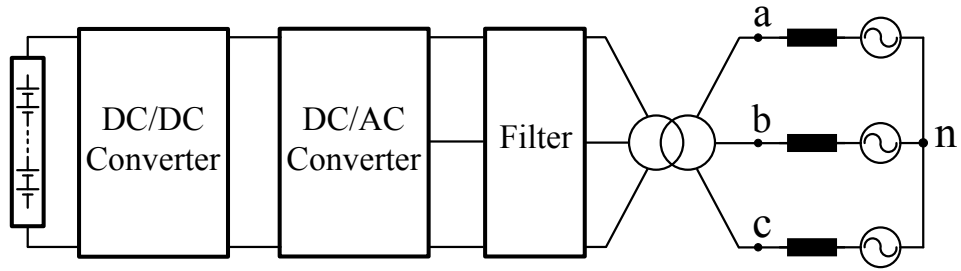 DC/DC
Converter
DC/AC
Converter
Filter
a
b
c
n